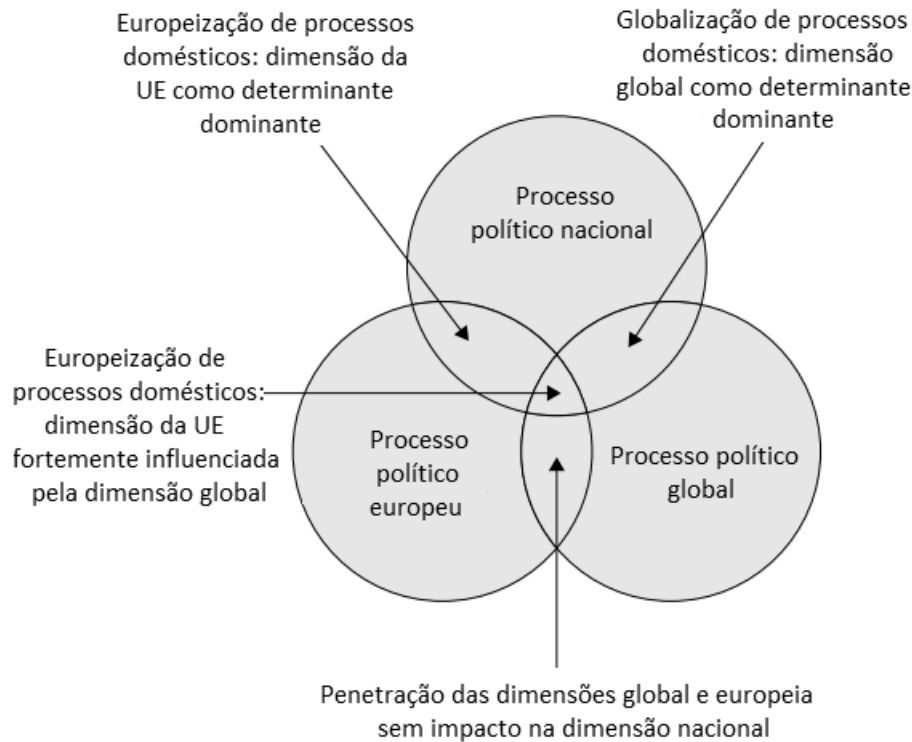 Europeização de processos
domésticos: dimensão da
UE como determinante
dominante
Globalização de processos
domésticos: dimensão
global como determinante
dominante
Processo
político nacional
Europeização de
processos domésticos:
dimensão da UE
fortemente influenciada
pela dimensão global
Processo
político
europeu
Processo político
global
Penetração das dimensões global e europeia
sem impacto na dimensão nacional